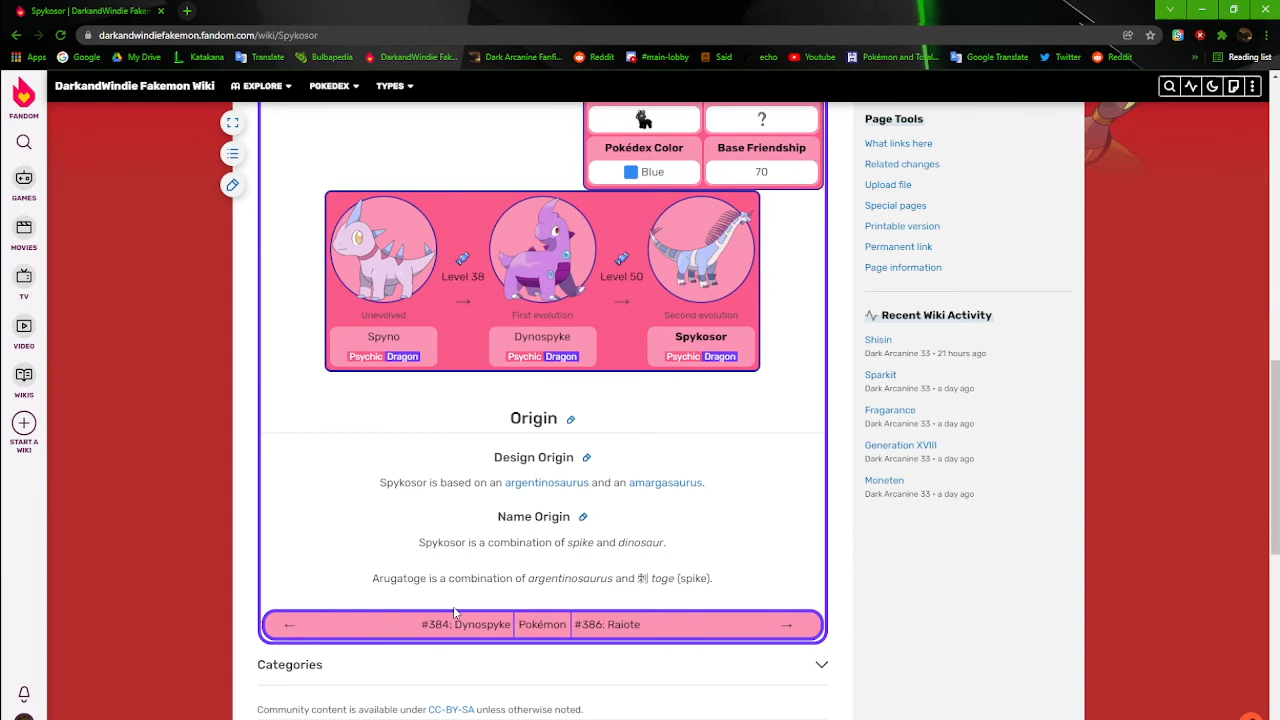 Spykosor | DarkandWindie Faker
darkandwindiefakemon.fandom.com/wiki/Spykosor
Apps Google My Drive Katakana Translate Bulbapedia DarkandWindie Fak... Dark Arcanine Fanfi... Reddit #main-lobby Said echo Youtube Pokémon and Total... Google Translate Twitter Reddit » Reading list
DarkandWindie Fakemon Wiki EXPLORE POKEDEX TYPES
FANDOM
GAMES
MOVIES
TV
VIDEO
WIKIS
START A
WIKI
?
Pokédex Color Base Friendship
Blue 70
Level 38 Level 50
→ →
Unevolved First evolution Second evolution
Spyno Dynospyke Spykosor
Psychic Dragon Psychic Dragon Psychic Dragon
Origin
Design Origin
Spykosor is based on an argentinosaurus and an amargasaurus.
Name Origin
Spykosor is a combination of spike and dinosaur.
Arugatoge is a combination of argentinosaurus and 刺 toge (spike).
← #384: Dynospyke Pokémon #386: Raiote →
Categories
Community content is available under CC-BY-SA unless otherwise noted.
Page Tools
What links here
Related changes
Upload file
Special pages
Printable version
Permanent link
Page information
Recent Wiki Activity
Shisin
Dark Arcanine 33 • 21 hours ago
Sparkit
Dark Arcanine 33 • a day ago
Fragarance
Dark Arcanine 33 • a day ago
Generation XVIII
Dark Arcanine 33 • a day ago
Moneten
Dark Arcanine 33 • a day ago